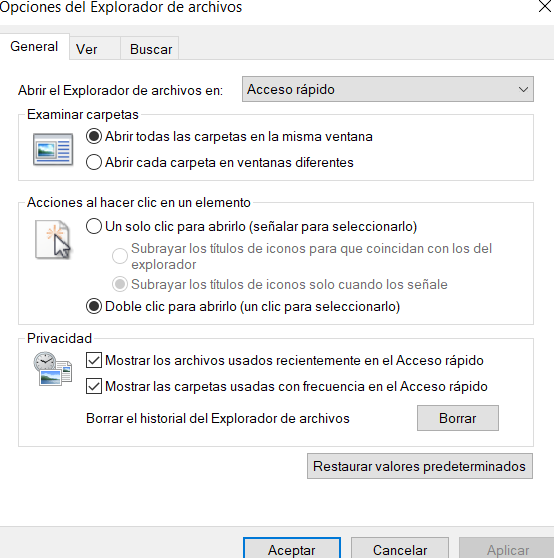 Opciones del Explorador de archivos
General
Ver
Buscar
Abrir el Explorador de archivos en:
Acceso rápido
Examinar carpetas
Abrir todas las carpetas en la misma ventana
Abrir cada carpeta en ventanas diferentes
Acciones al hacer clic en un elemento
Un solo clic para abrirlo (señalar para seleccionarlo)
Subrayar los títulos de iconos para que coincidan con los del
explorador
Subrayar los títulos de iconos solo cuando los señale
Doble clic para abrirlo (un clic para seleccionarlo)
Privacidad
Mostrar los archivos usados recientemente en el Acceso rápido
Mostrar las carpetas usadas con frecuencia en el Acceso rápido
Borrar el historial del Explorador de archivos
Borrar
Restaurar valores predeterminados
Aceptar
Cancelar
Aplicar